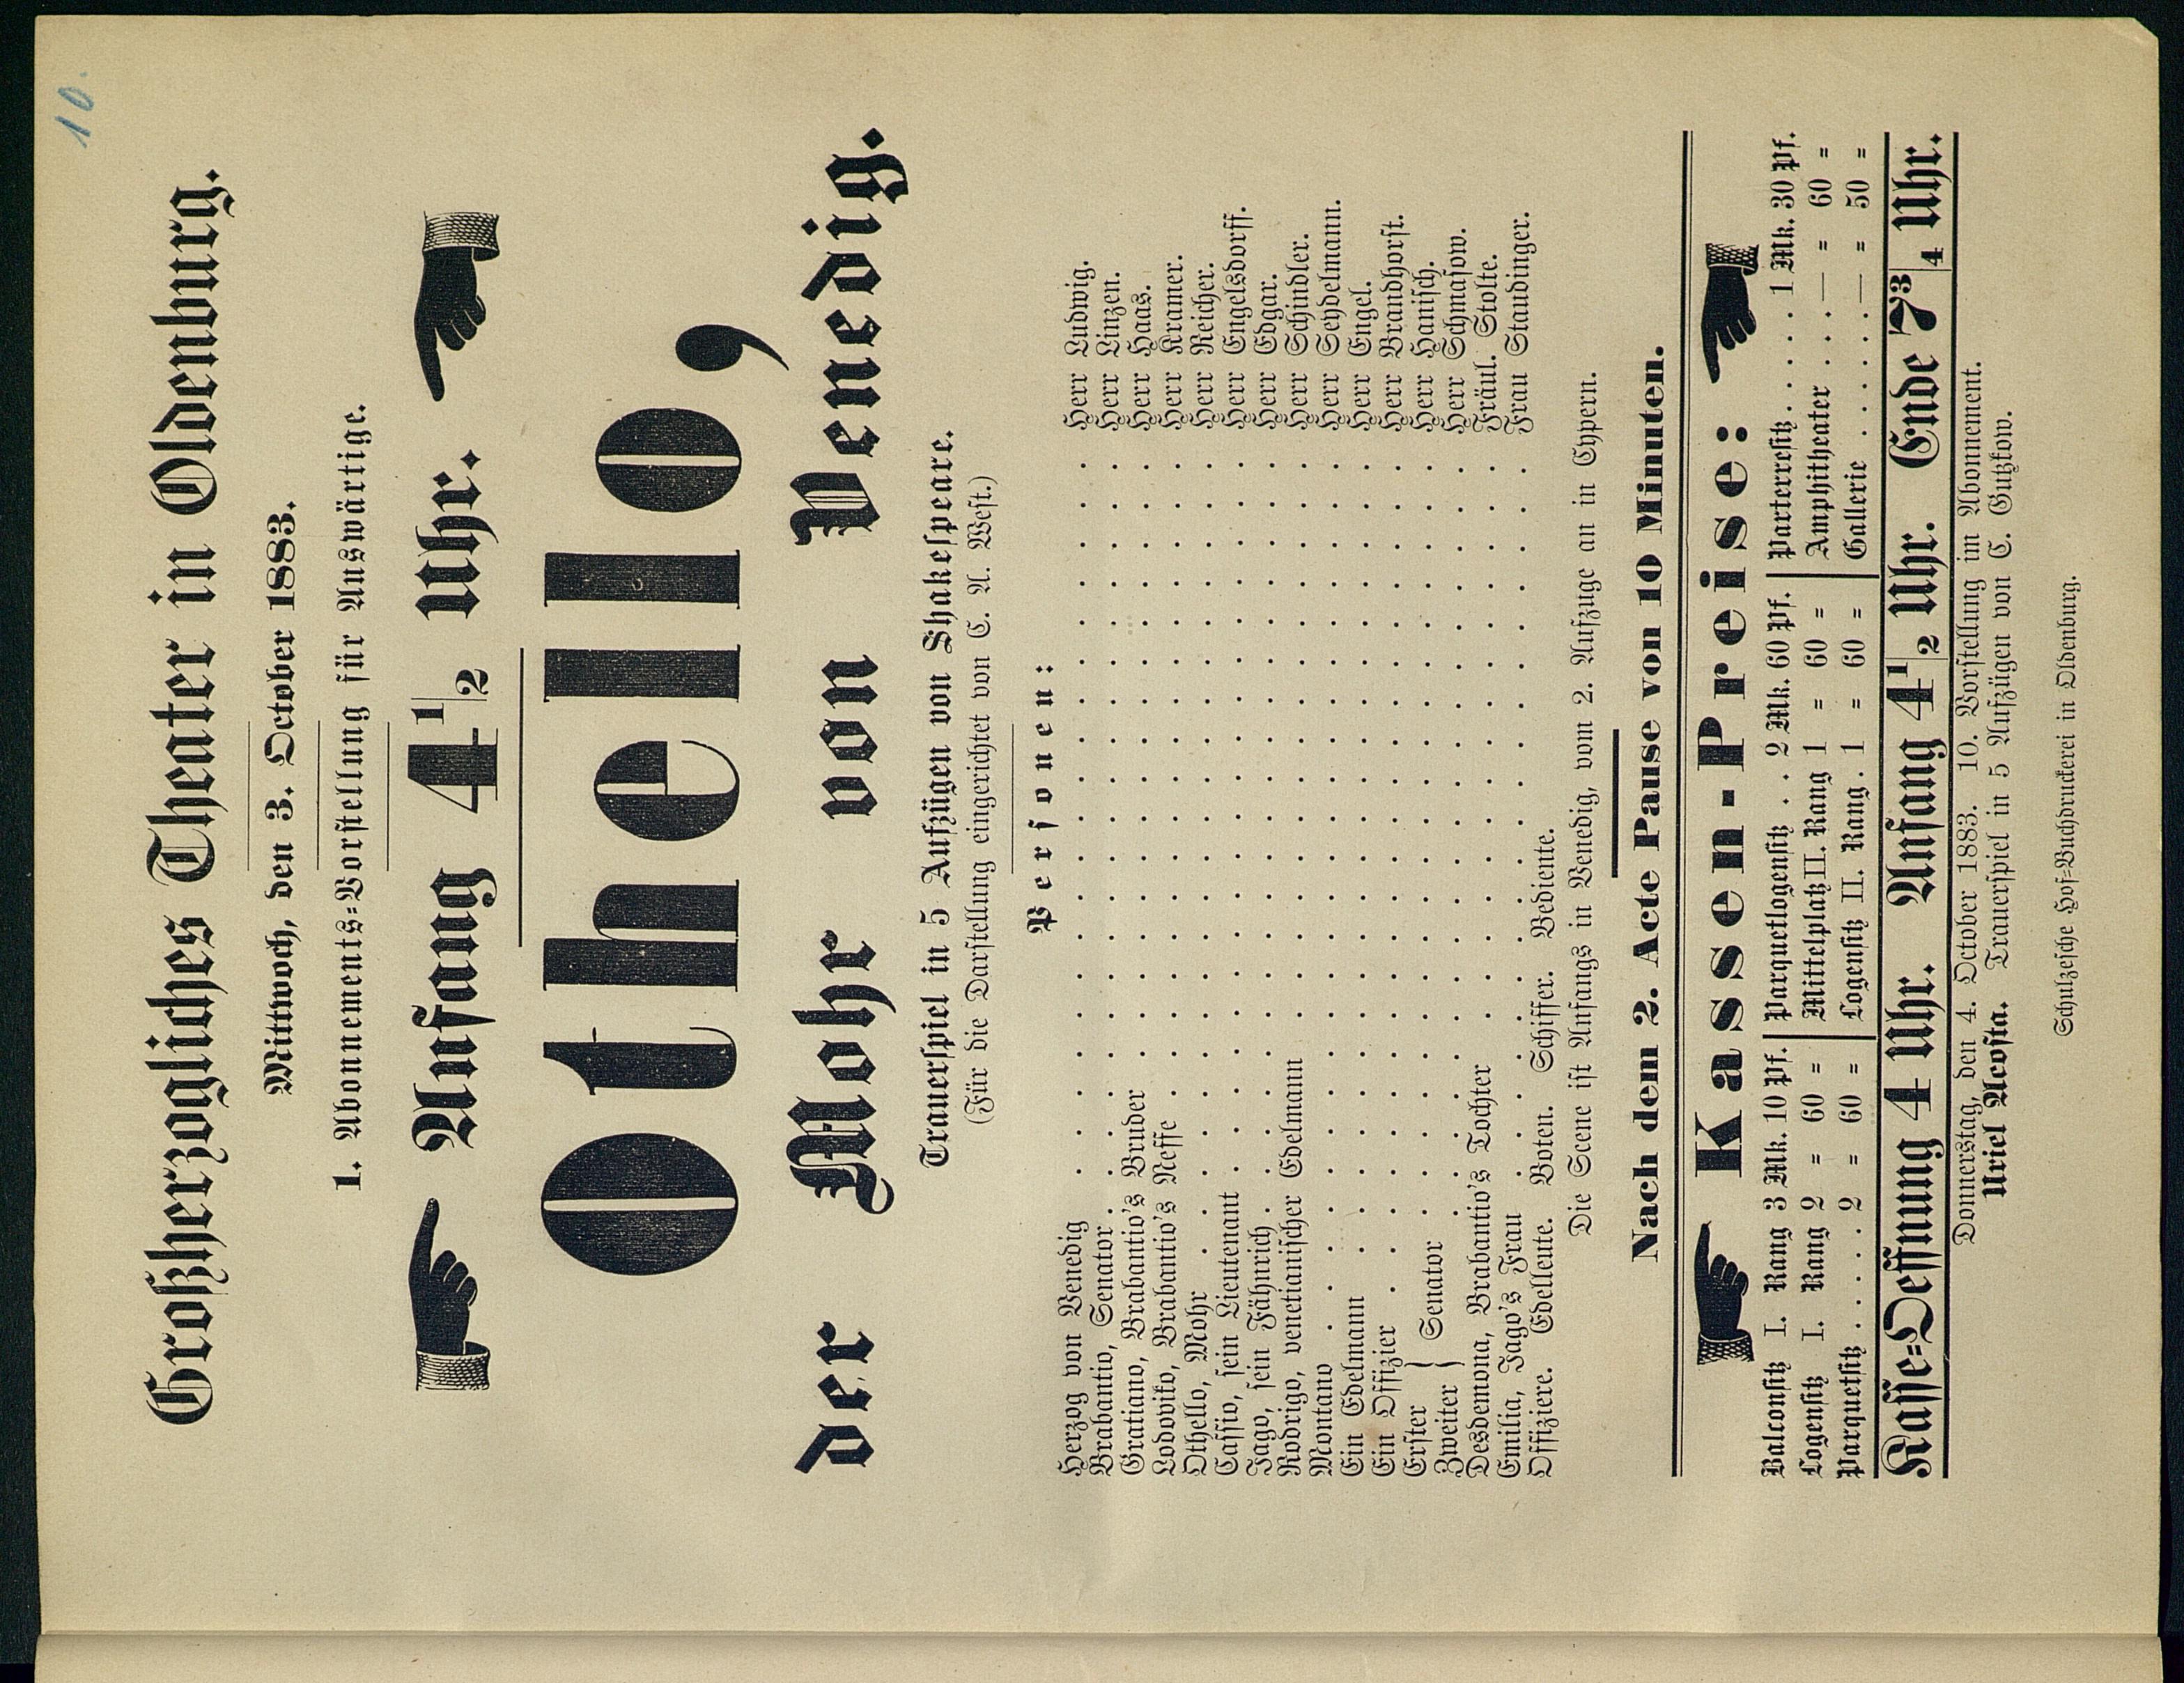 10.
Großherzogliches Theater in Oldenburg.
Mittwoch, den 3. October 1883.
1. Abonnements-Vorstellung für Auswärtige.
Anfang 4½ Uhr.
Othello,
der Mohr von Venedig.
Trauerspiel in 5 Aufzügen von Shakespeare.
(Für die Darstellung eingerichtet von C. A. West.)
Personen:
Herzog von Venedig . . . . . . . . . . Herr Ludwig.
Brabantio, Senator . . . . . . . . . . Herr Linzen.
Gratiano, Brabantio's Bruder . . . . . . . . . . Herr Haas.
Lodoviko, Brabantio's Neffe . . . . . . . . . . Herr Kramer.
Othello, Mohr . . . . . . . . . . Herr Reicher.
Cassio, sein Lieutenant . . . . . . . . . . Herr Engelsdorff.
Jago, sein Fähnrich . . . . . . . . . . Herr Edgar.
Rodrigo, venetianischer Edelmann . . . . . . . . . . Herr Schindler.
Montano . . . . . . . . . . Herr Seydelmann.
Ein Edelmann . . . . . . . . . . Herr Engel.
Ein Offizier . . . . . . . . . . Herr Brandhorst.
Erster } Senator . . . . . . . . . . Herr Hanisch.
Zweiter } . . . . . . . . . . Herr Schmasow.
Desdemona, Brabantio's Tochter . . . . . . . . . . Fräul. Stolte.
Emilia, Jago's Frau . . . . . . . . . . Frau Staudinger.
Offiziere. Edelleute. Boten. Schiffer. Bediente.
Die Scene ist Anfangs in Venedig, vom 2. Aufzuge an in Cypern.
Nach dem 2. Acte Pause von 10 Minuten.
Kassen-Preise:
Balconsitz I. Rang 3 Mk. 10 Pf. | Parquetlogensitz . . 2 Mk. 60 Pf. | Parterresitz . . . . . 1 Mk. 30 Pf.
Logensitz I. Rang 2 = 60 = | Mittelplatz II. Rang 1 = 60 = | Amphitheater . . . — = 60 =
Parquetsitz . . . . . 2 = 60 = | Logensitz II. Rang . 1 = 60 = | Gallerie . . . . . — = 50 =
Kasse-Oeffnung 4 Uhr. Anfang 4½ Uhr. Ende 7¾ Uhr.
Donnerstag, den 4. October 1883. 10. Vorstellung im Abonnement.
Uriel Acosta. Trauerspiel in 5 Aufzügen von C. Gutzkow.
Schulzesche Hof-Buchdruckerei in Oldenburg.